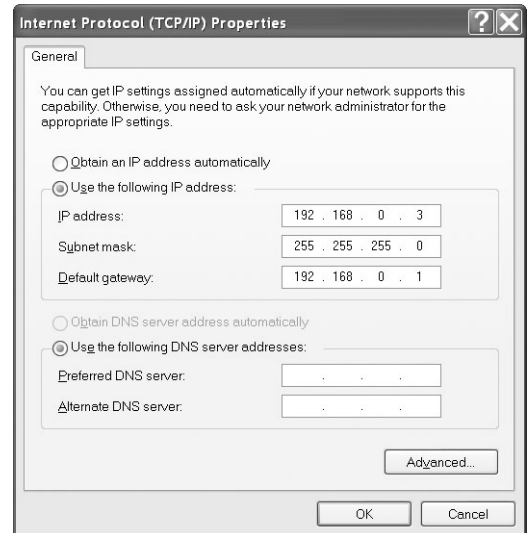 Internet Protocol (TCP/IP) Properties
General
You can get IP settings assigned automatically if your network supports this
capability. Otherwise, you need to ask your network administrator for the
appropriate IP settings.
Obtain an IP address automatically
Use the following IP address:
IP address: 192 . 168 . 0 . 3
Subnet mask: 255 . 255 . 255 . 0
Default gateway: 192 . 168 . 0 . 1
Obtain DNS server address automatically
Use the following DNS server addresses:
Preferred DNS server: . . .
Alternate DNS server: . . .
Advanced...
OK Cancel